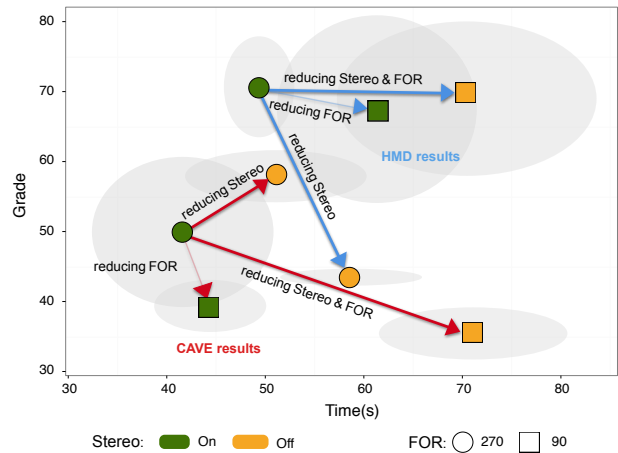 80
70
60
50
40
30
Grade
reducing Stereo & FOR
reducing FOR
HMD results
reducing Stereo
reducing Stereo
reducing FOR
reducing Stereo & FOR
CAVE results
30 40 50 60 70 80
Time(s)
Stereo: On Off FOR: 270 90